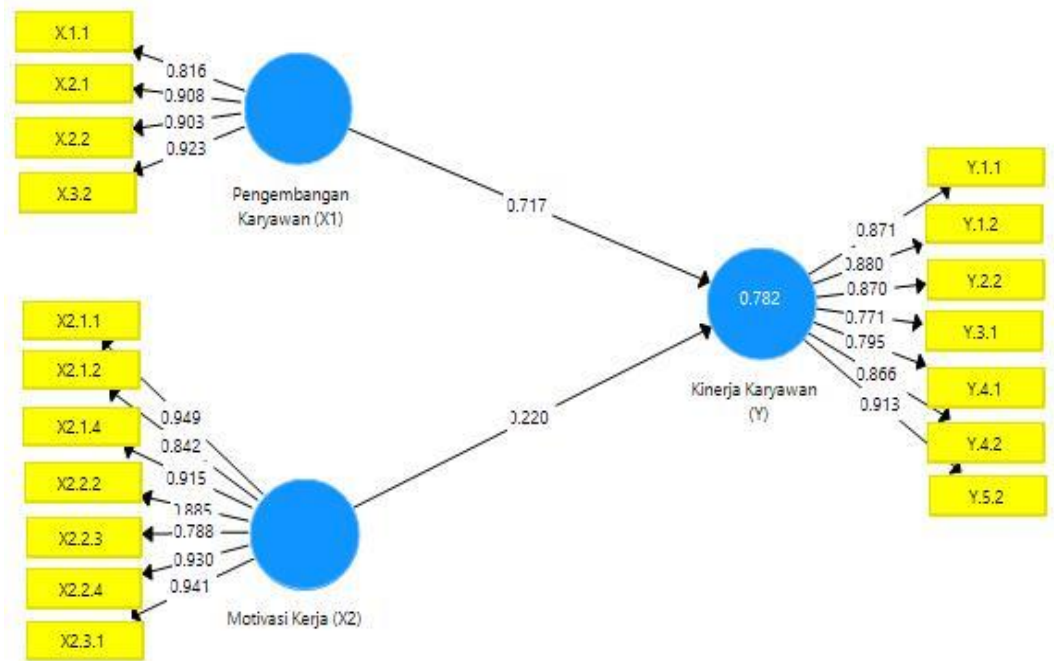 X.1.1
X.2.1
X.2.2
X.3.2
0.816
0.908
0.903
0.923
Pengembangan
Karyawan (X1)
0.717
X2.1.1
X2.1.2
X2.1.4
X2.2.2
X2.2.3
X2.2.4
X2.3.1
0.949
0.842
0.915
0.885
0.788
0.930
0.941
Motivasi Kerja (X2)
0.220
0.782
Kinerja Karyawan
(Y)
0.871
0.880
0.870
0.771
0.795
0.866
0.913
Y.1.1
Y.1.2
Y.2.2
Y.3.1
Y.4.1
Y.4.2
Y.5.2